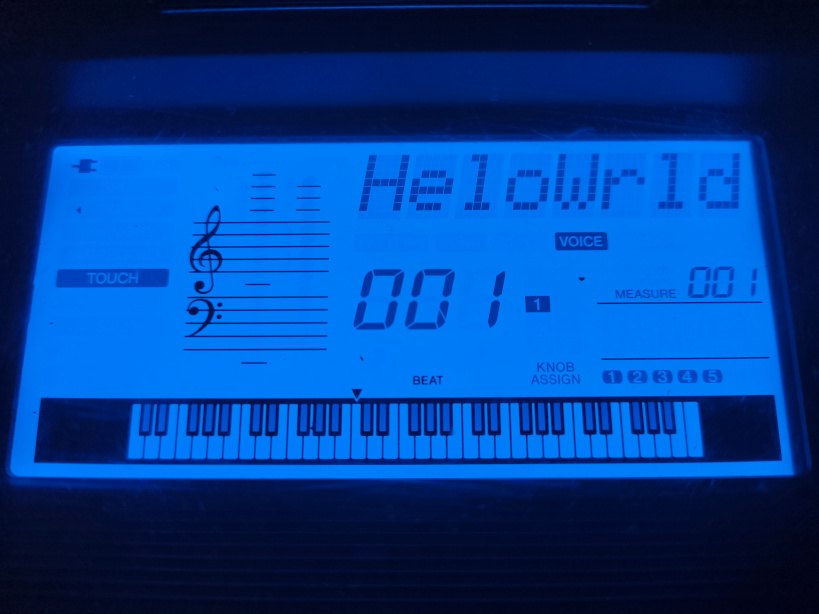 HeloWrld
VOICE
TOUCH
001 1
MEASURE 001
BEAT
KNOB
ASSIGN
1 2 3 4 5